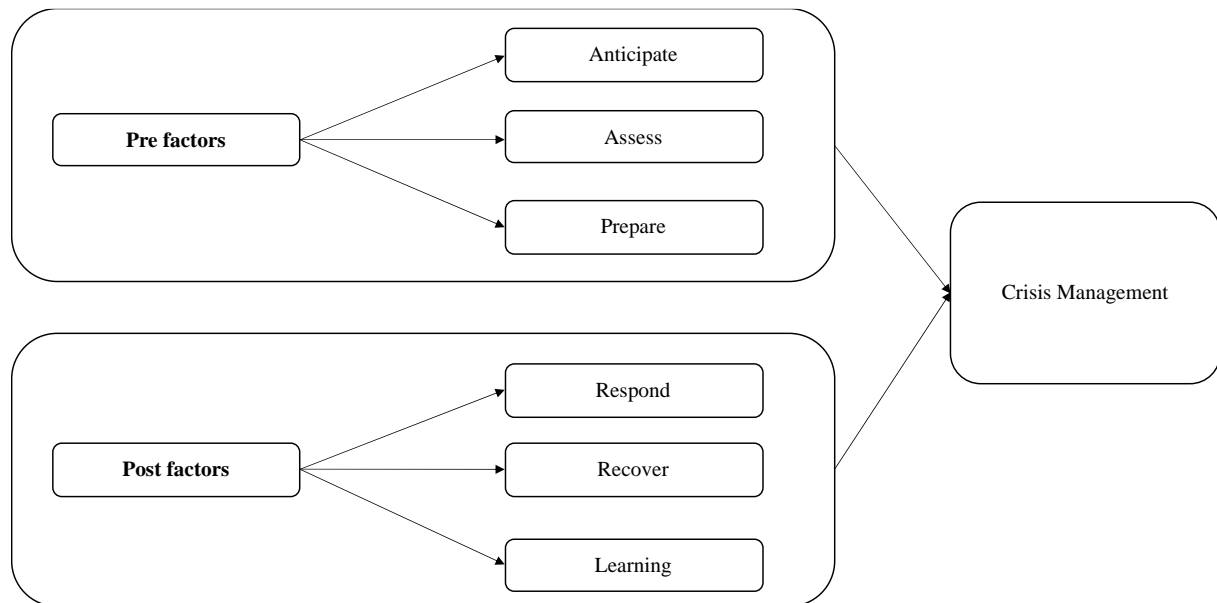 Anticipate
Pre factors
Assess
Prepare
Crisis Management
Respond
Post factors
Recover
Learning